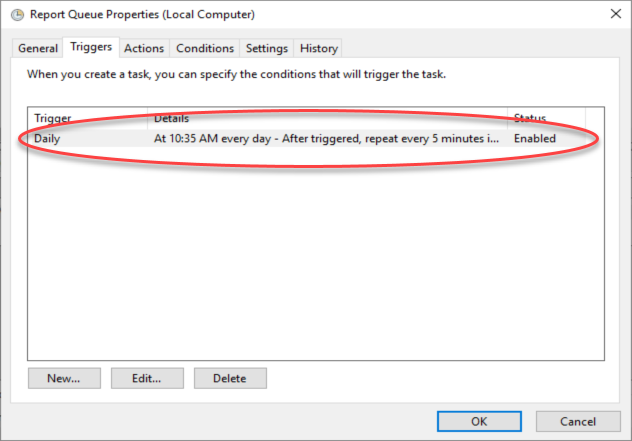 Report Queue Properties (Local Computer)
General Triggers Actions Conditions Settings History
When you create a task, you can specify the conditions that will trigger the task.
Trigger Details Status
Daily At 10:35 AM every day - After triggered, repeat every 5 minutes i... Enabled
New... Edit... Delete
OK Cancel